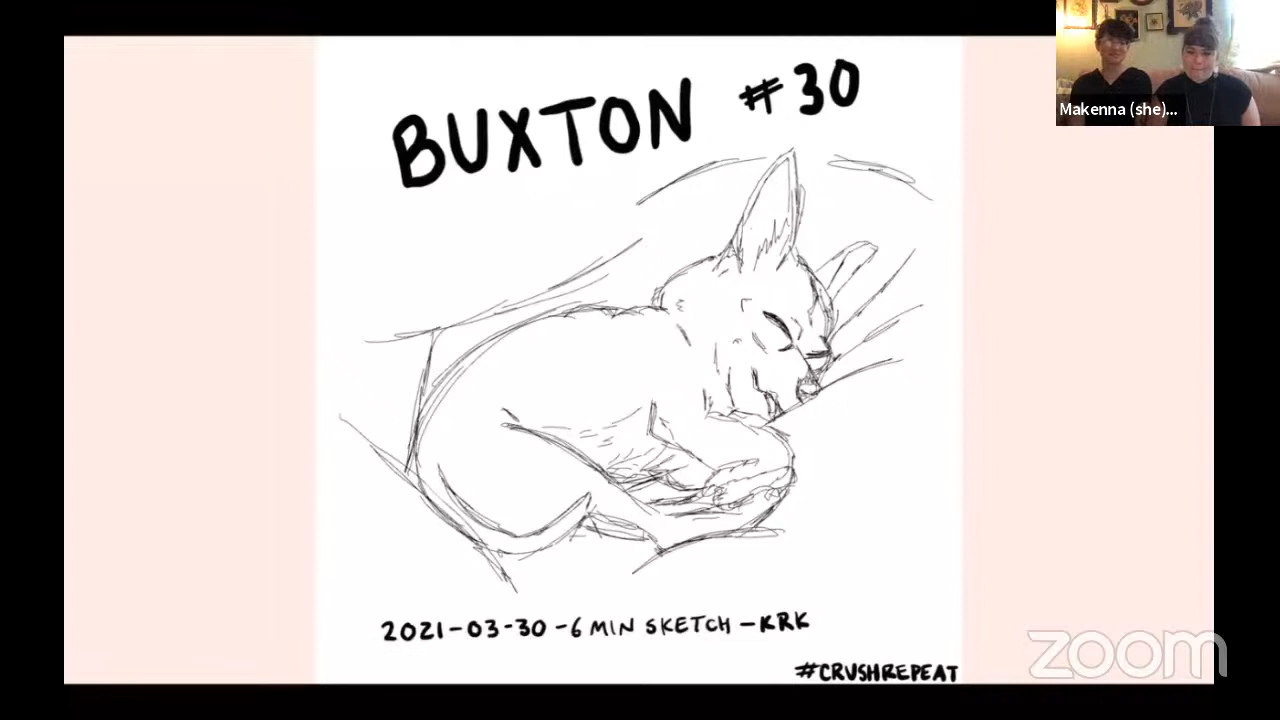 BUXTON #30
Makenna (she)...
2021-03-30-6 MIN SKETCH-KRK
zoom
#CRUSHREPEAT